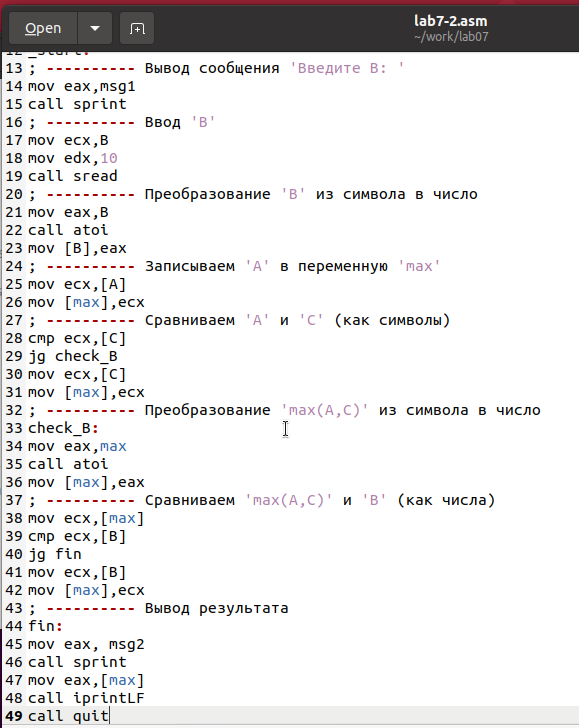 Open
lab7-2.asm
~/work/lab07
12 _start:
13 ; ---------- Вывод сообщения 'Введите B: '
14 mov eax,msg1
15 call sprint
16 ; ---------- Ввод 'B'
17 mov ecx,B
18 mov edx,10
19 call sread
20 ; ---------- Преобразование 'B' из символа в число
21 mov eax,B
22 call atoi
23 mov [B],eax
24 ; ---------- Записываем 'A' в переменную 'max'
25 mov ecx,[A]
26 mov [max],ecx
27 ; ---------- Сравниваем 'A' и 'C' (как символы)
28 cmp ecx,[C]
29 jg check_B
30 mov ecx,[C]
31 mov [max],ecx
32 ; ---------- Преобразование 'max(A,C)' из символа в число
33 check_B:
34 mov eax,max
35 call atoi
36 mov [max],eax
37 ; ---------- Сравниваем 'max(A,C)' и 'B' (как числа)
38 mov ecx,[max]
39 cmp ecx,[B]
40 jg fin
41 mov ecx,[B]
42 mov [max],ecx
43 ; ---------- Вывод результата
44 fin:
45 mov eax, msg2
46 call sprint
47 mov eax,[max]
48 call iprintLF
49 call quit